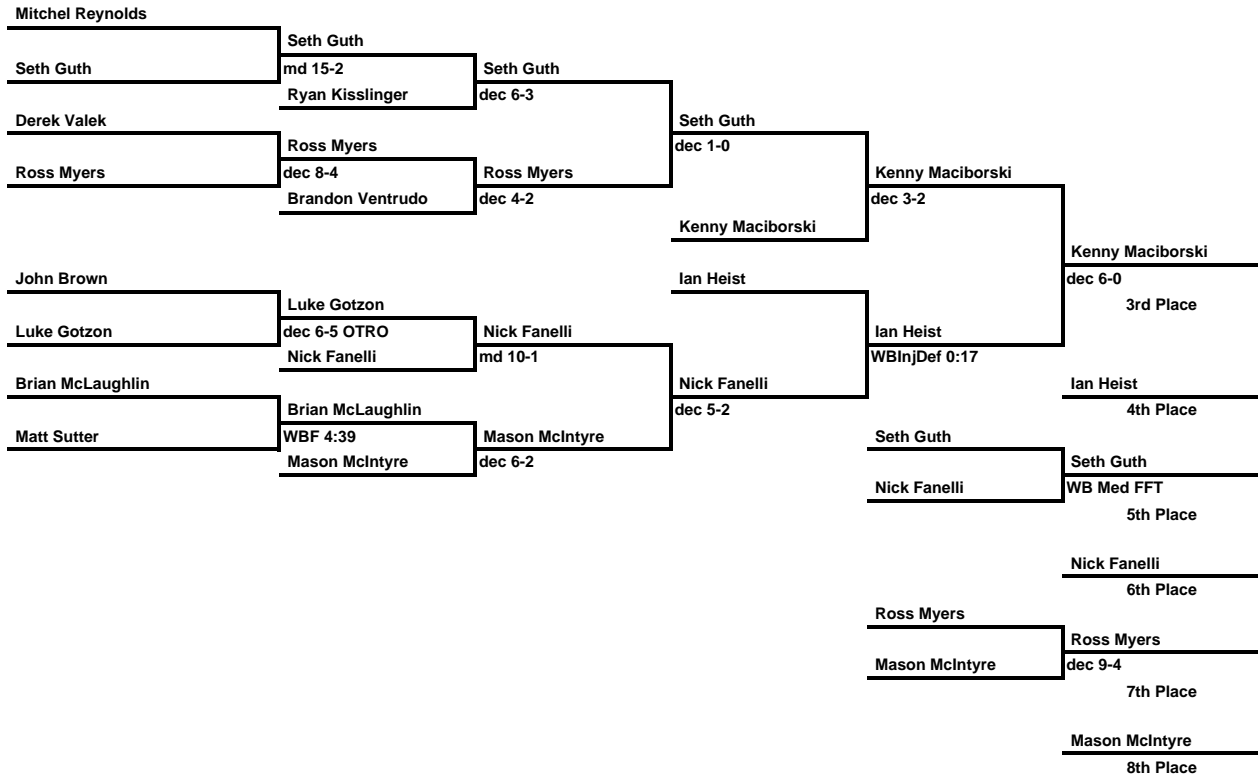 Mitchel Reynolds
Seth Guth
Seth Guth
md 15-2
Seth Guth
Ryan Kisslinger
dec 6-3
Derek Valek
Seth Guth
Ross Myers
dec 1-0
Ross Myers
dec 8-4
Ross Myers
Kenny Maciborski
Brandon Ventrudo
dec 4-2
dec 3-2
Kenny Maciborski
Kenny Maciborski
John Brown
Ian Heist
dec 6-0
Luke Gotzon
3rd Place
Luke Gotzon
dec 6-5 OTRO
Nick Fanelli
Ian Heist
Nick Fanelli
md 10-1
WBInjDef 0:17
Brian McLaughlin
Nick Fanelli
Ian Heist
Brian McLaughlin
dec 5-2
4th Place
Matt Sutter
WBF 4:39
Mason McIntyre
Seth Guth
Mason McIntyre
dec 6-2
Seth Guth
Nick Fanelli
WB Med FFT
5th Place
Nick Fanelli
6th Place
Ross Myers
Ross Myers
Mason McIntyre
dec 9-4
7th Place
Mason McIntyre
8th Place